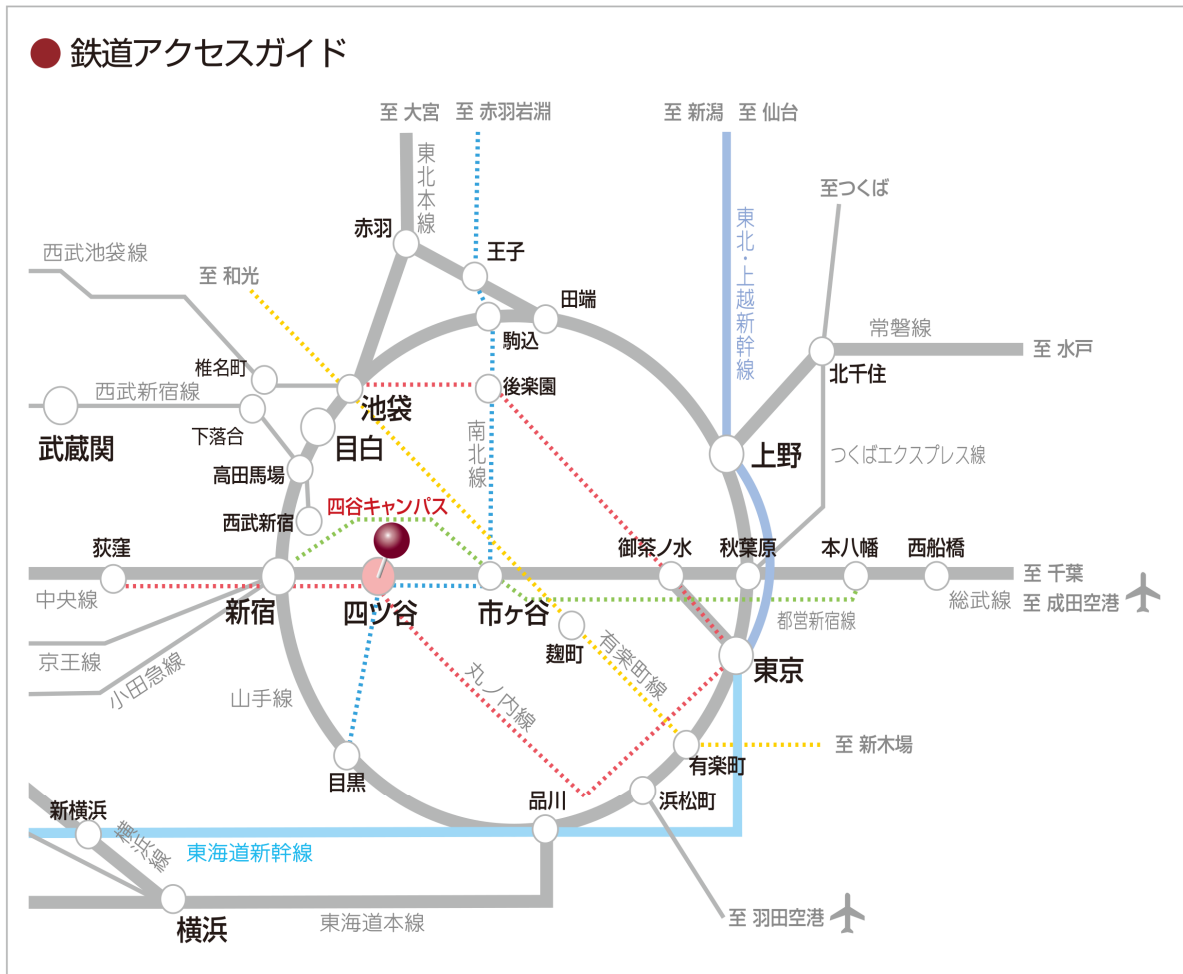 鉄道アクセスガイド
至 大宮
至 赤羽岩淵
至 新潟
至 仙台
東北本線
至つくば
赤羽
王子
東北・上越新幹線
西武池袋線
至 和光
田端
駒込
常磐線
至 水戸
椎名町
北千住
西武新宿線
池袋
後楽園
武蔵関
下落合
目白
南北線
上野
つくばエクスプレス線
高田馬場
四谷キャンパス
西武新宿
荻窪
御茶ノ水
秋葉原
本八幡
西船橋
至 千葉
中央線
新宿
四ツ谷
市ヶ谷
総武線
至 成田空港
都営新宿線
京王線
小田急線
麹町
有楽町線
東京
山手線
丸ノ内線
至 新木場
有楽町
目黒
品川
浜松町
新横浜
横浜線
東海道新幹線
横浜
東海道本線
至 羽田空港